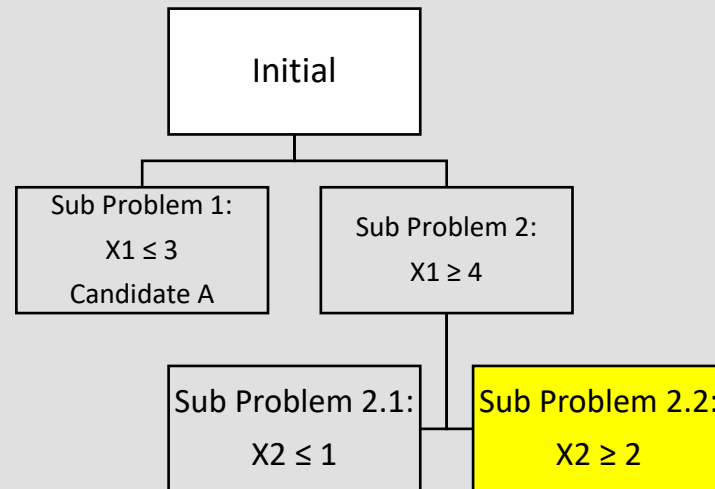 Initial
Sub Problem 1:
X1 ≤ 3
Candidate A
Sub Problem 2:
X1 ≥ 4
Sub Problem 2.1:
X2 ≤ 1
Sub Problem 2.2:
X2 ≥ 2